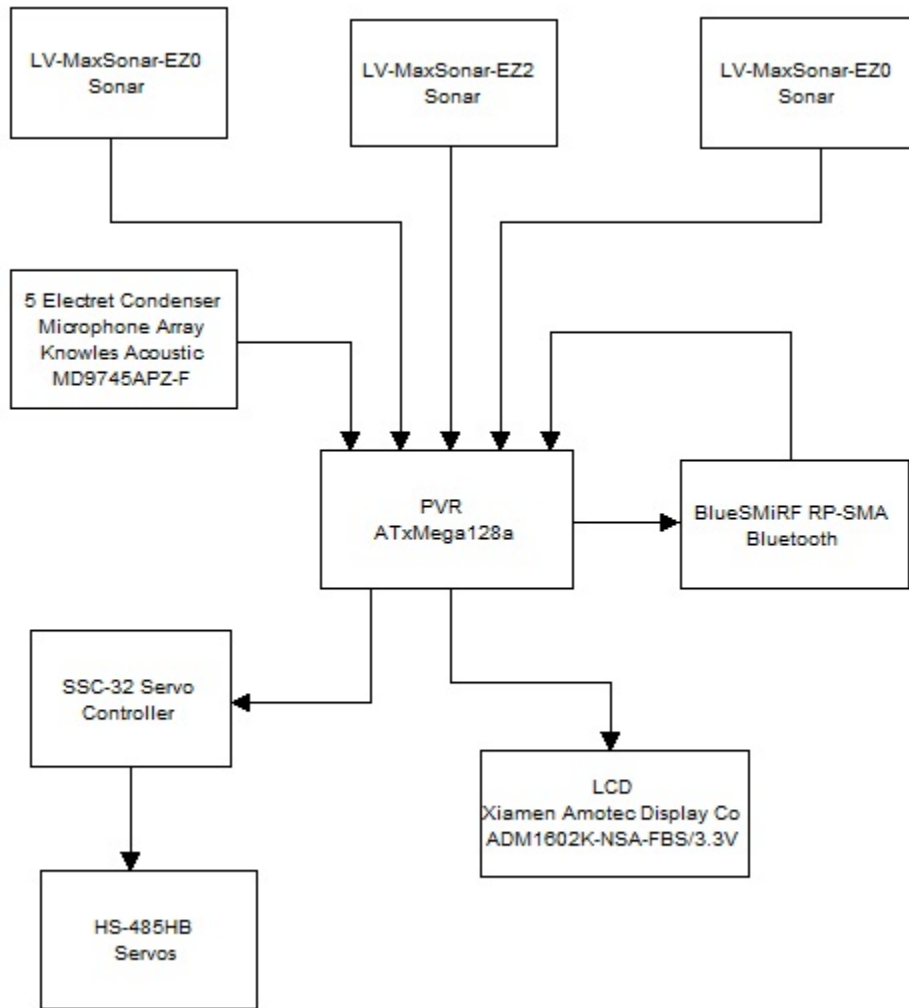 LV-MaxSonar-EZ0
Sonar
LV-MaxSonar-EZ2
Sonar
LV-MaxSonar-EZ0
Sonar
5 Electret Condenser
Microphone Array
Knowles Acoustic
MD9745APZ-F
PVR
ATxMega128a
BlueSMiRF RP-SMA
Bluetooth
SSC-32 Servo
Controller
LCD
Xiamen Amotec Display Co
ADM1602K-NSA-FBS/3.3V
HS-485HB
Servos